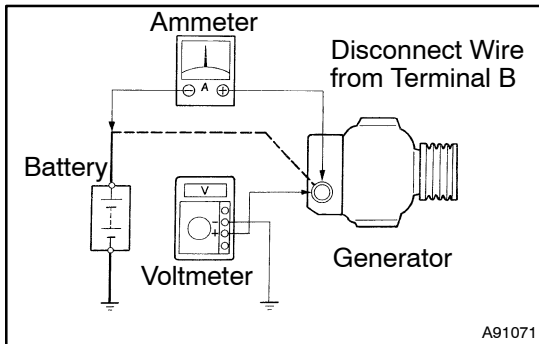 Ammeter
Disconnect Wire
from Terminal B
− A +
Battery
V
−
+
Voltmeter
Generator
A91071